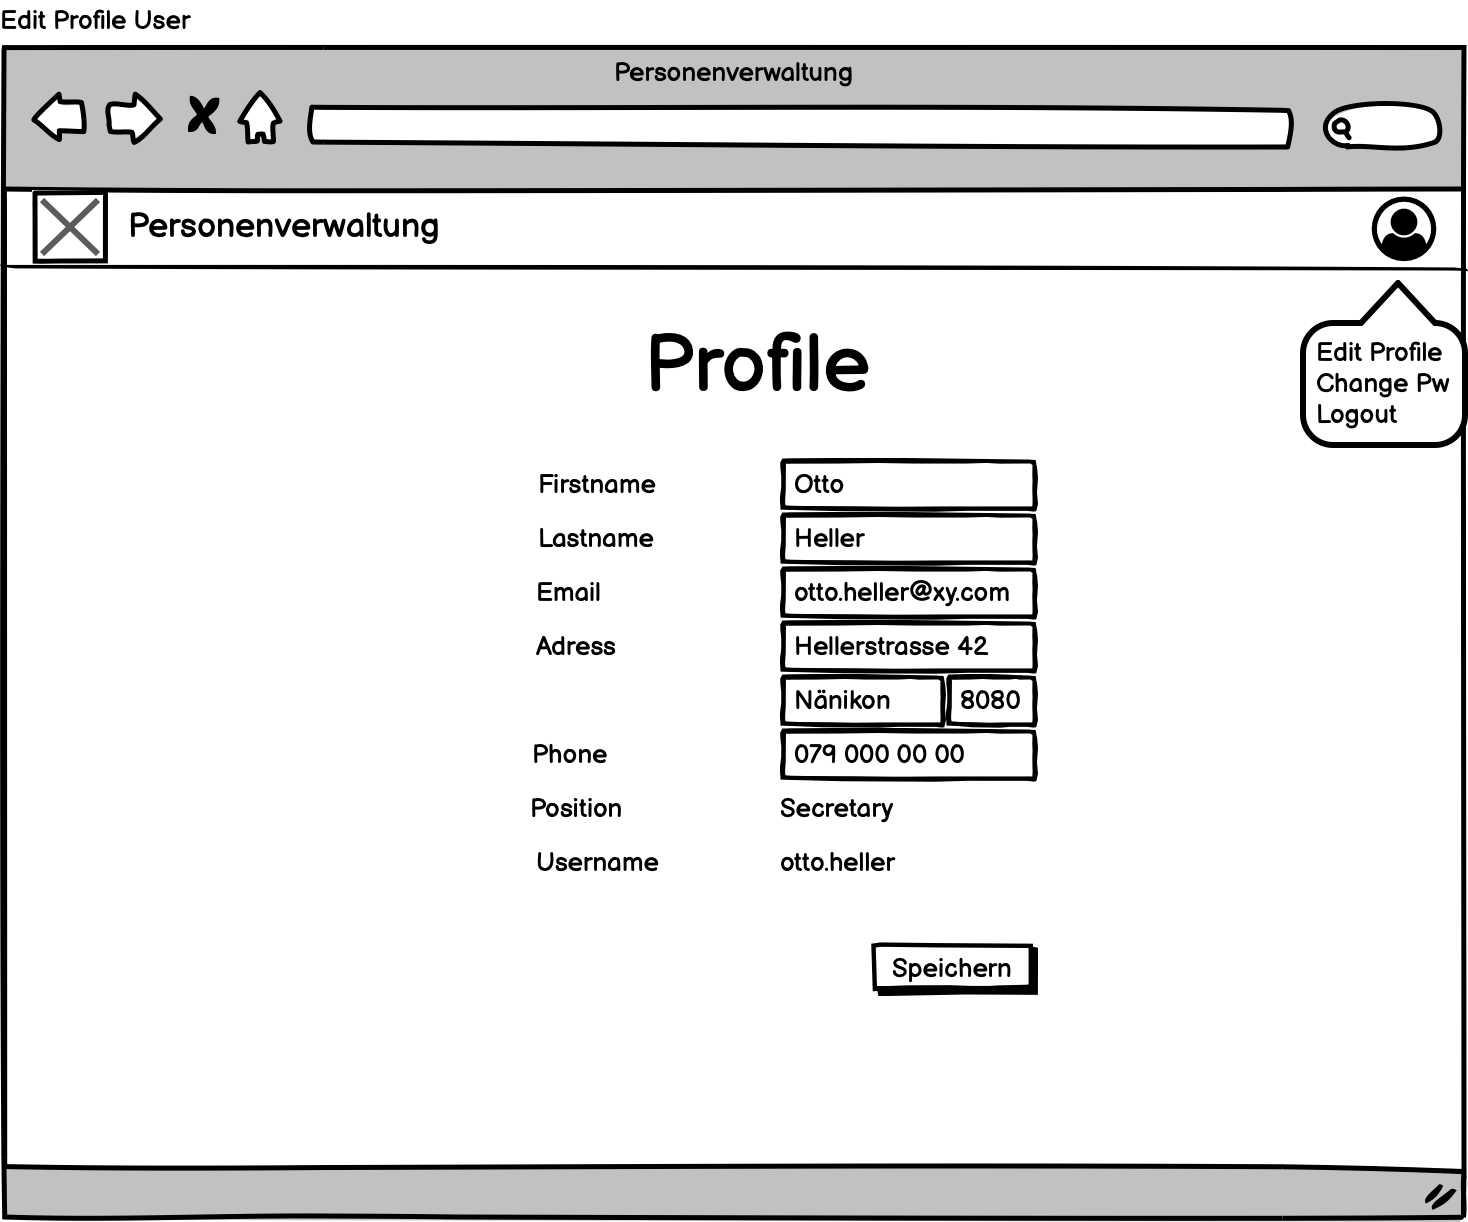 Edit Profile User
Personenverwaltung
Personenverwaltung
Profile
Edit Profile
Change Pw
Logout
Firstname Otto
Lastname Heller
Email otto.heller@xy.com
Adress Hellerstrasse 42
Nänikon 8080
Phone 079 000 00 00
Position Secretary
Username otto.heller
Speichern